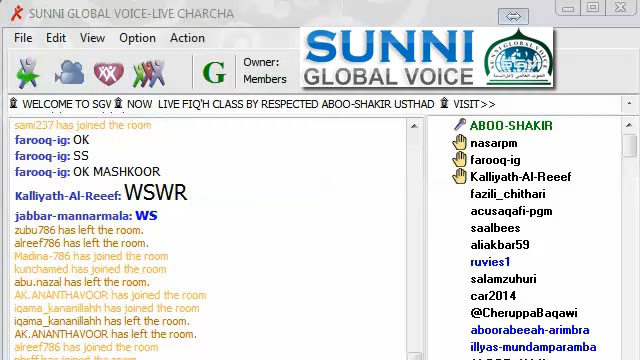 SUNNI GLOBAL VOICE-LIVE CHARCHA
File Edit View Option Action
SUNNI
GLOBAL VOICE
G
Owner:
Members
WELCOME TO SGV NOW LIVE FIQ'H CLASS BY RESPECTED ABOO-SHAKIR USTHAD VISIT>>
sami237 has joined the room
farooq-ig: OK
farooq-ig: SS
farooq-ig: OK MASHKOOR
Kalliyath-Al-Reeef: WSWR
jabbar-mannarmala: WS
zubu786 has left the room.
alreef786 has left the room.
Madina-786 has joined the room
kunchamed has joined the room
abu.nazal has left the room.
AK.ANANTHAVOOR has joined the room
iqama_kananillahh has joined the room
iqama_kananillahh has left the room.
AK.ANANTHAVOOR has left the room.
alreef786 has joined the room
ABOO-SHAKIR
nasarpm
farooq-ig
Kalliyath-Al-Reeef
fazili_chithari
acusaqafi-pgm
saalbees
aliakbar59
ruvies1
salamzuhuri
car2014
@CheruppaBaqawi
aboorabeeah-arimbra
illyas-mundamparamba